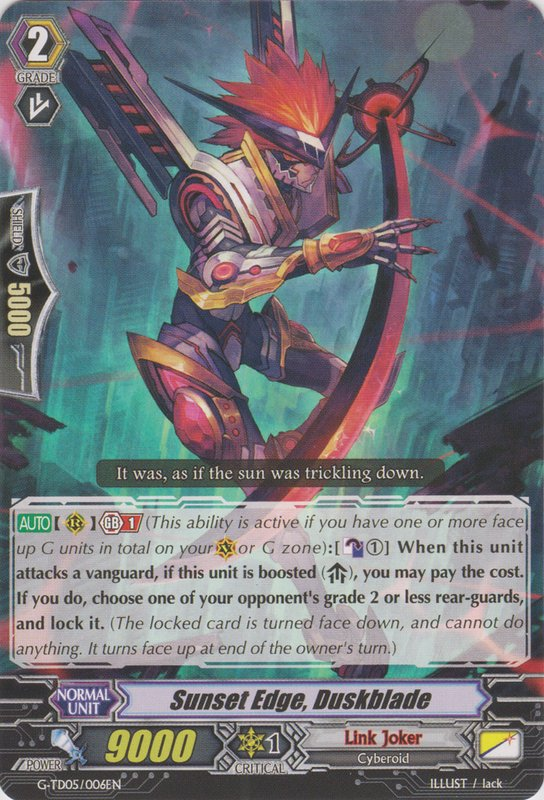 2
GRADE
SHIELD
5000
It was, as if the sun was trickling down.
AUTO [R] GB 1 (This ability is active if you have one or more face
up G units in total on your V or G zone):[①] When this unit
attacks a vanguard, if this unit is boosted ( ), you may pay the cost.
If you do, choose one of your opponent's grade 2 or less rear-guards,
and lock it. (The locked card is turned face down, and cannot do
anything. It turns face up at end of the owner's turn.)
NORMAL
UNIT
Sunset Edge, Duskblade
POWER
9000
1
CRITICAL
Link Joker
Cyberoid
G-TD05/006EN
ILLUST / lack